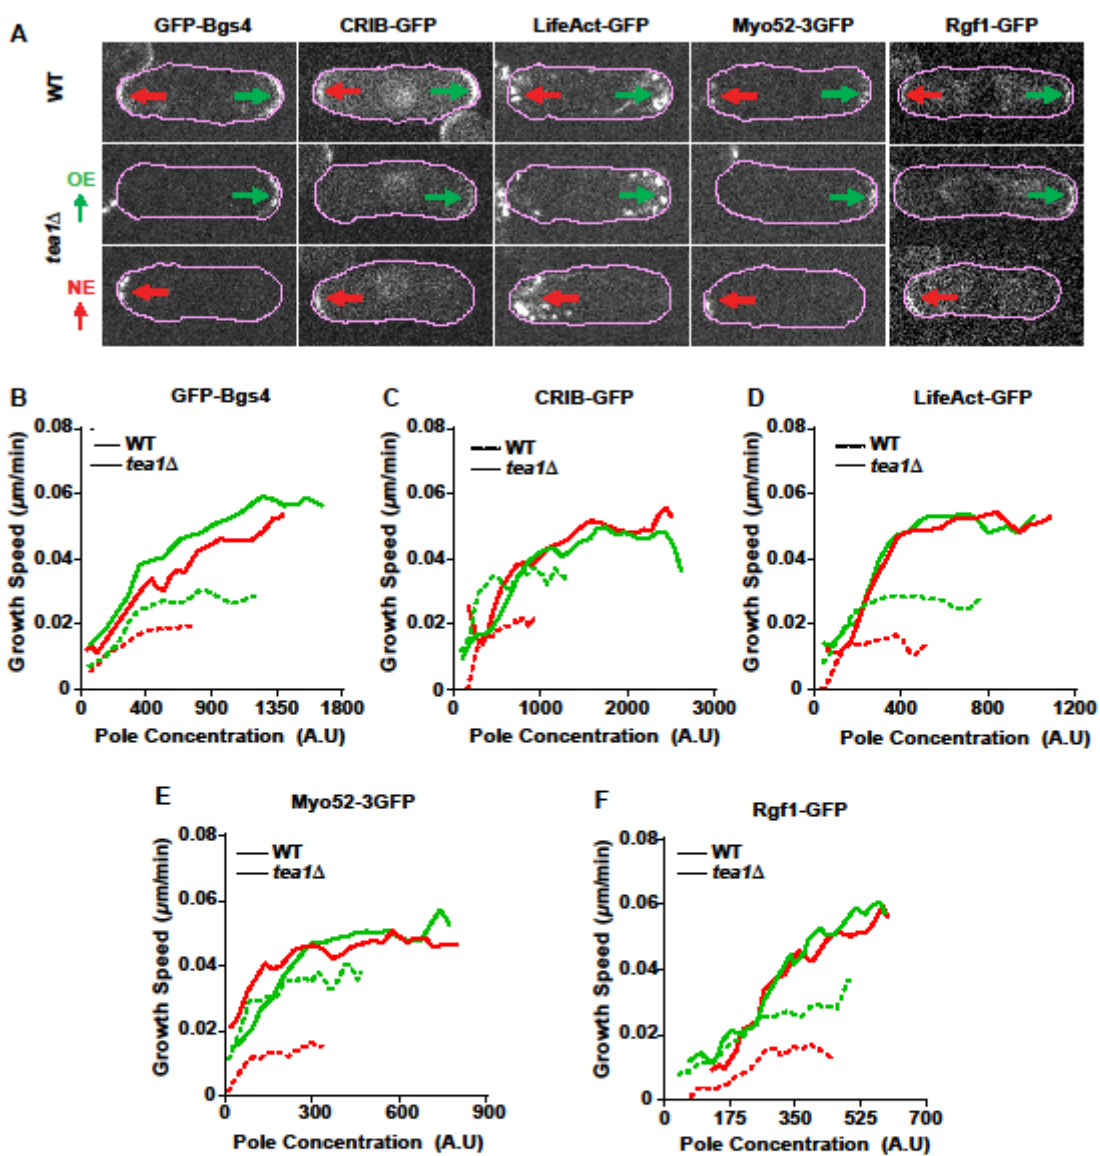 A
GFP-Bgs4 CRIB-GFP LifeAct-GFP Myo52-3GFP Rgf1-GFP
WT
OE
tea1Δ
NE
B GFP-Bgs4
0.08
0.06
0.04
0.02
0
WT
tea1Δ
Growth Speed (µm/min)
0 400 900 1350 1800
Pole Concentration (A.U)
C CRIB-GFP
0.08
0.06
0.04
0.02
0
WT
tea1Δ
Growth Speed (µm/min)
0 1000 2000 3000
Pole Concentration (A.U)
D LifeAct-GFP
0.08
0.06
0.04
0.02
0
WT
tea1Δ
Growth Speed (µm/min)
0 400 800 1200
Pole Concentration (A.U)
E Myo52-3GFP
0.08
0.06
0.04
0.02
0
WT
tea1Δ
Growth Speed (µm/min)
0 300 600 900
Pole Concentration (A.U)
F Rgf1-GFP
0.08
0.06
0.04
0.02
0
WT
tea1Δ
Growth Speed (µm/min)
0 175 350 525 700
Pole Concentration (A.U)